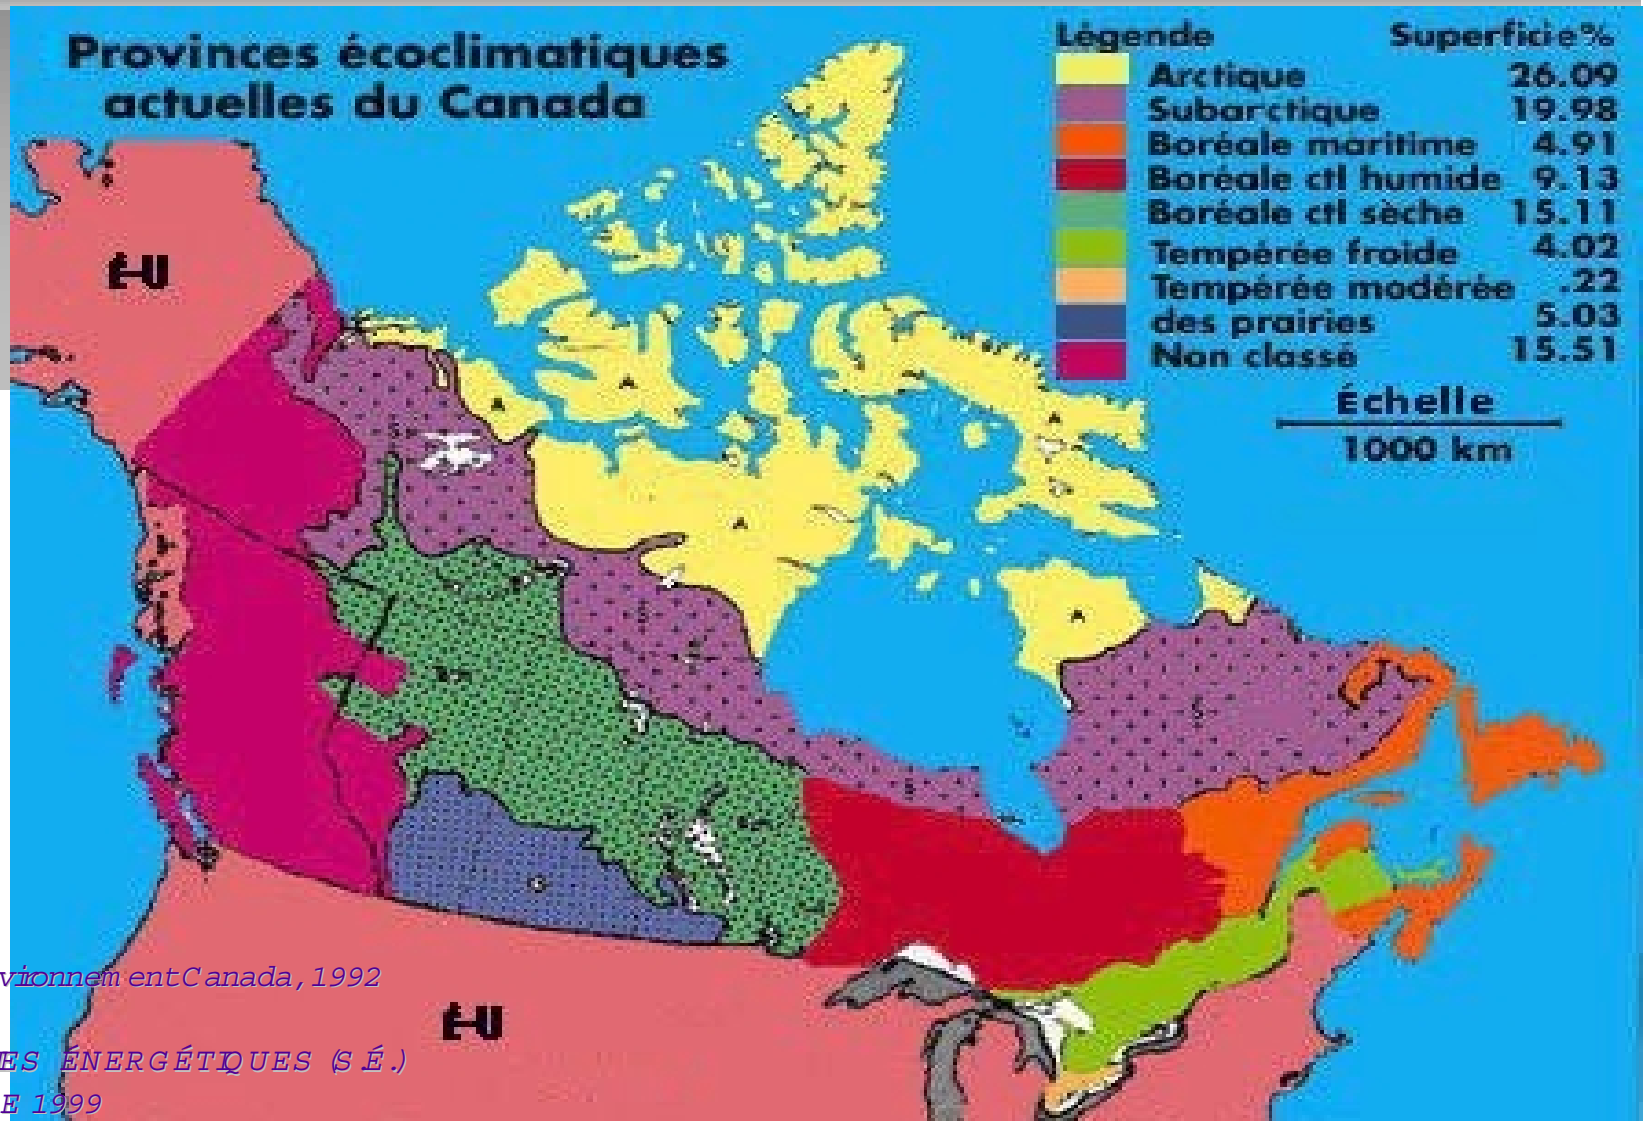 Provinces écoclimatiques
actuelles du Canada
Légende Superficie%
Arctique 26.09
Subarctique 19.98
Boréale maritime 4.91
Boréale ctl humide 9.13
Boréale ctl sèche 15.11
Tempérée froide 4.02
Tempérée modérée .22
des prairies 5.03
Non classé 15.51
Échelle
1000 km
É-U
A
A
A
A
A
S
S
G
É-U
vironnement Canada, 1992
ES ÉNERGÉTIQUES (S.É.)
E 1999